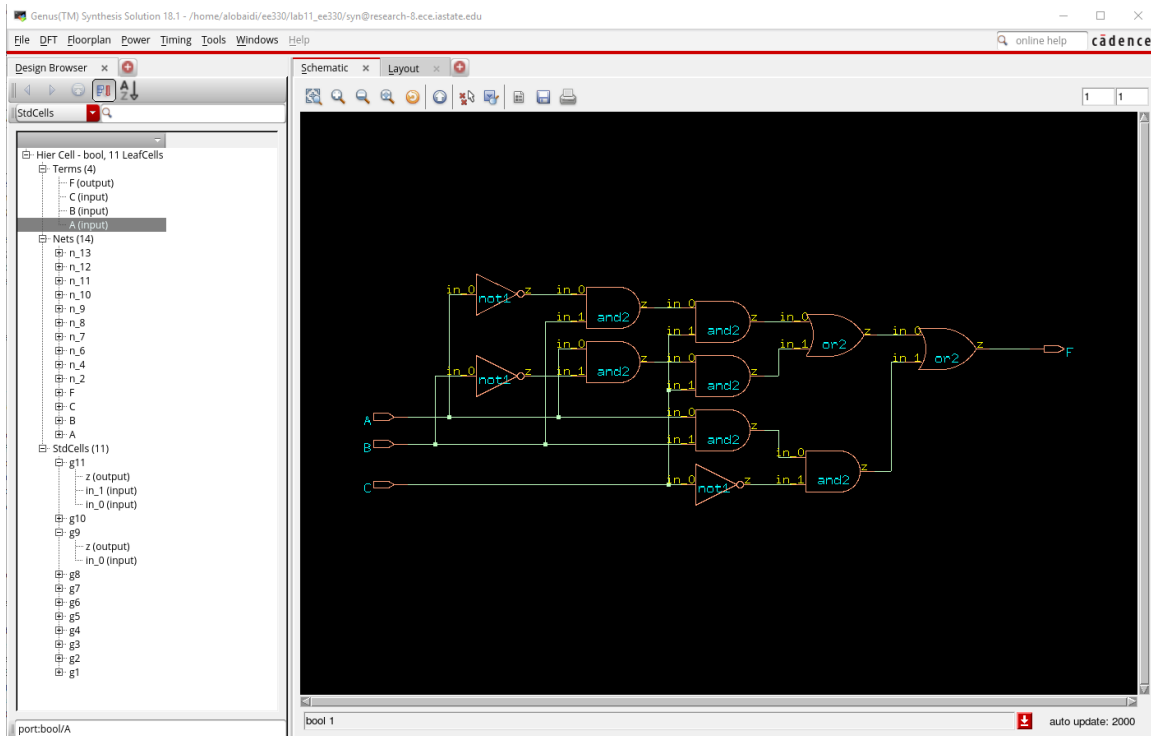 Genus(TM) Synthesis Solution 18.1 - /home/alobaidi/ee330/lab11_ee330/syn@research-8.ece.iastate.edu
File DFT Floorplan Power Timing Tools Windows Help
online help
cādence
Design Browser
Schematic
Layout
StdCells
1 1
Hier Cell - bool, 11 LeafCells
Terms (4)
F (output)
C (input)
B (input)
A (input)
Nets (14)
n_13
n_12
n_11
n_10
n_9
n_8
n_7
n_6
n_4
n_2
F
C
B
A
StdCells (11)
g11
z (output)
in_1 (input)
in_0 (input)
g10
g9
z (output)
in_0 (input)
g8
g7
g6
g5
g4
g3
g2
g1
in_0 not1 z in_0
in_1 and2 z in_0
in_1 and2 z in_0
in_1 or2 z in_0
in_1 or2 z F
in_0
in_0 not1 z in_1 and2 z in_0
in_1 and2 z
A in_0
B in_1 and2 z in_0
C in_0 not1 z in_1 and2 z
bool 1
auto update: 2000
port:bool/A